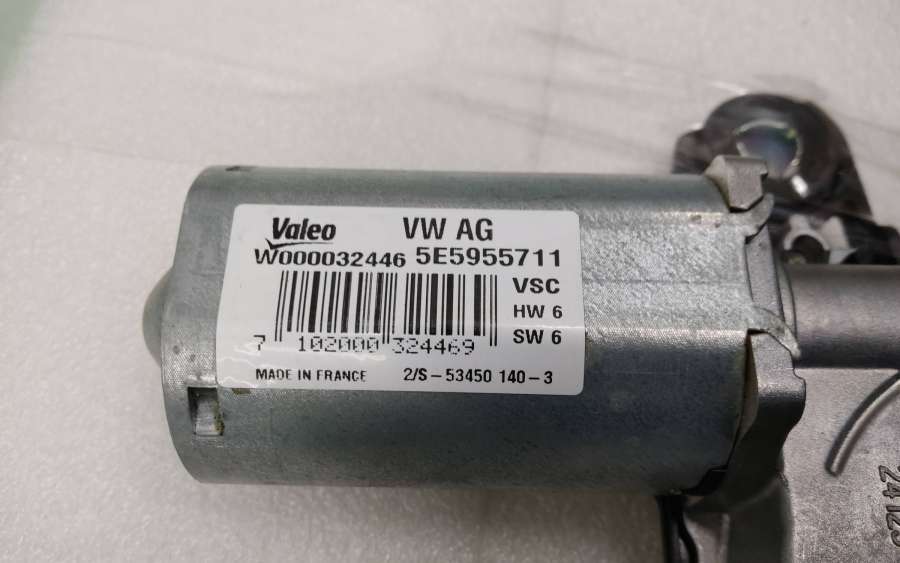 Valeo VW AG
W000032446 5E5955711
VSC
HW 6
SW 6
7 102000 324469
MADE IN FRANCE 2/S-53450 140-3